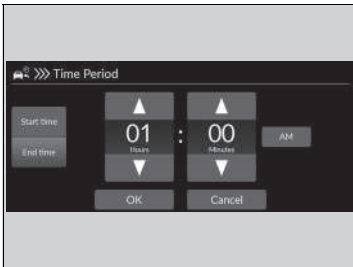 Time Period
Start time
End time
01
Hours
:
00
Minutes
AM
OK
Cancel